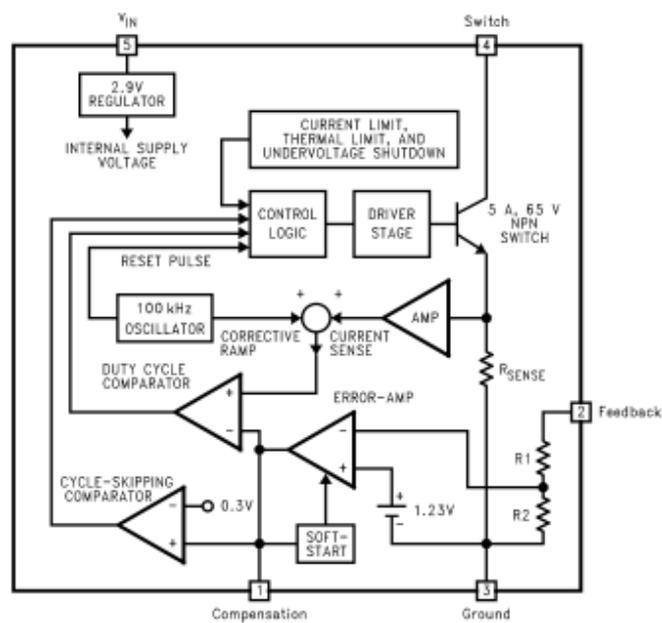 VIN
Switch
5
4
2.9V
REGULATOR
INTERNAL SUPPLY
VOLTAGE
CURRENT LIMIT,
THERMAL LIMIT, AND
UNDERVOLTAGE SHUTDOWN
CONTROL
LOGIC
DRIVER
STAGE
5 A, 65 V
NPN
SWITCH
RESET PULSE
+
+
100 kHz
OSCILLATOR
AMP
CORRECTIVE
RAMP
CURRENT
SENSE
RSENSE
DUTY CYCLE
COMPARATOR
ERROR-AMP
+
-
2
Feedback
-
+
R1
CYCLE-SKIPPING
COMPARATOR
-
0.3V
+
1.23V
-
R2
+
SOFT-
START
1
3
Compensation
Ground